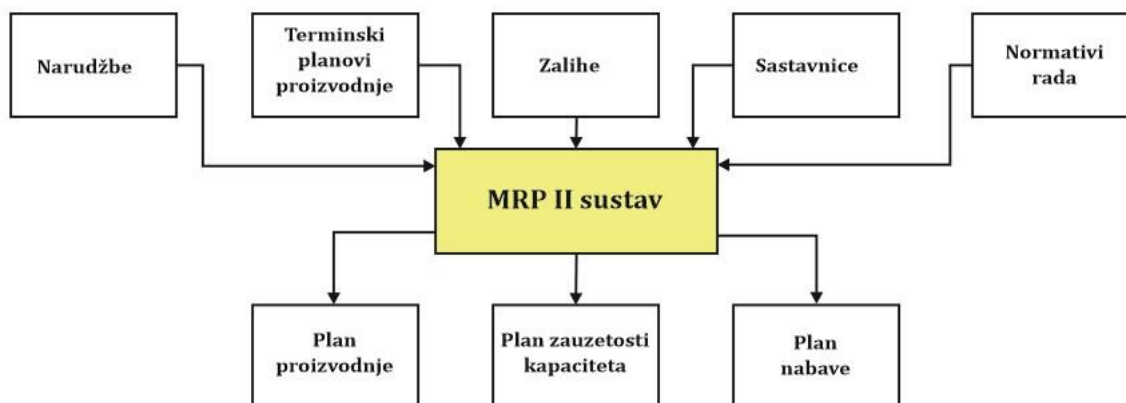 Narudžbe
Terminski
planovi
proizvodnje
Zalihe
Sastavnice
Normativi
rada
MRP II sustav
Plan
proizvodnje
Plan zauzetosti
kapaciteta
Plan
nabave